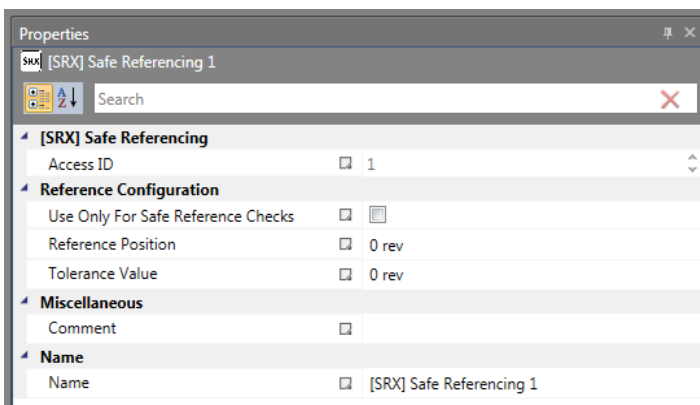 Properties
SRX [SRX] Safe Referencing 1
A Z Search
[SRX] Safe Referencing
Access ID 1
Reference Configuration
Use Only For Safe Reference Checks
Reference Position 0 rev
Tolerance Value 0 rev
Miscellaneous
Comment
Name
Name [SRX] Safe Referencing 1